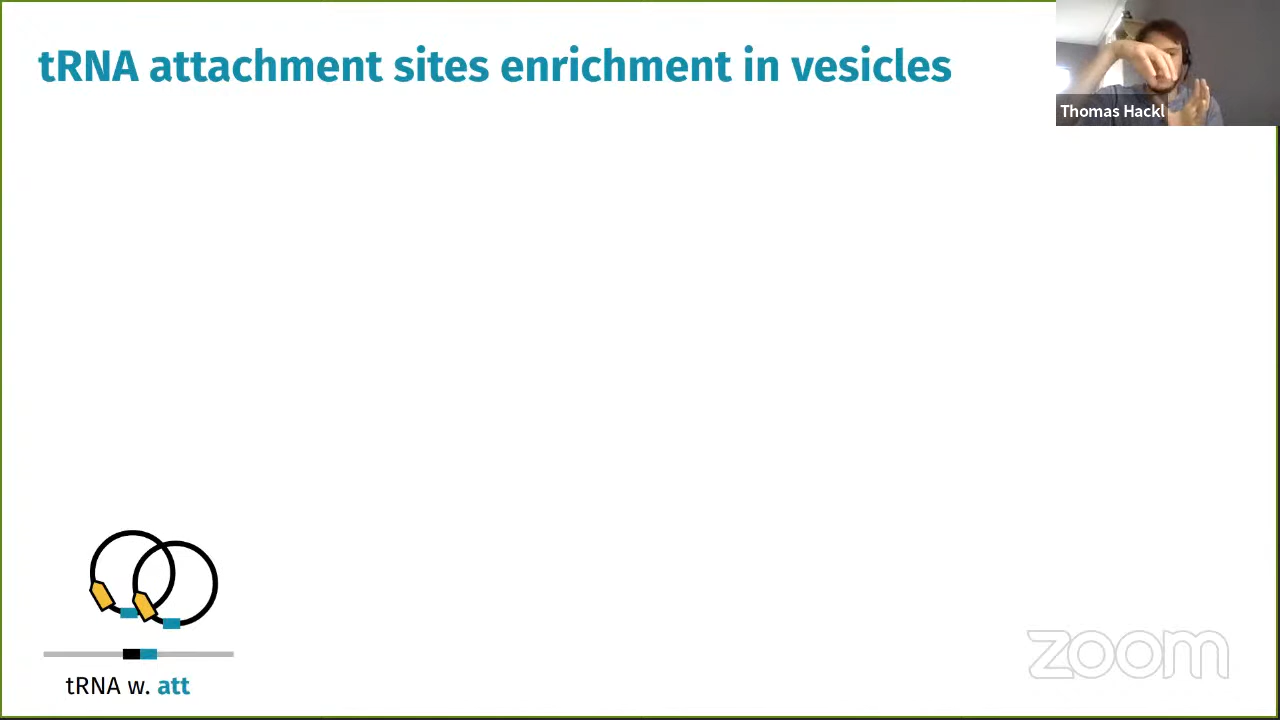 tRNA attachment sites enrichment in vesicles
Thomas Hackl
tRNA w. att
zoom